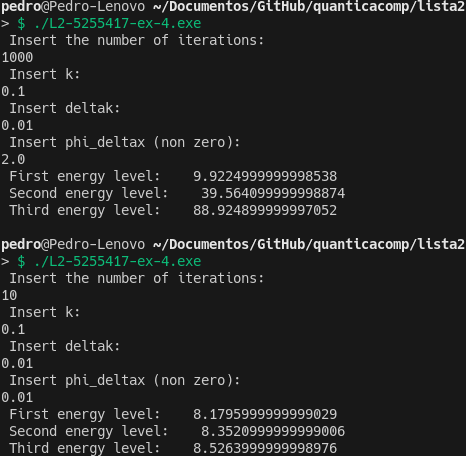 pedro@Pedro-Lenovo ~/Documentos/GitHub/quanticacomp/lista2
> $ ./L2-5255417-ex-4.exe
Insert the number of iterations:
1000
Insert k:
0.1
Insert deltak:
0.01
Insert phi_deltax (non zero):
2.0
First energy level: 9.9224999999998538
Second energy level: 39.564099999998874
Third energy level: 88.924899999997052
pedro@Pedro-Lenovo ~/Documentos/GitHub/quanticacomp/lista2
> $ ./L2-5255417-ex-4.exe
Insert the number of iterations:
10
Insert k:
0.1
Insert deltak:
0.01
Insert phi_deltax (non zero):
0.01
First energy level: 8.1795999999999029
Second energy level: 8.3520999999999006
Third energy level: 8.5263999999998976